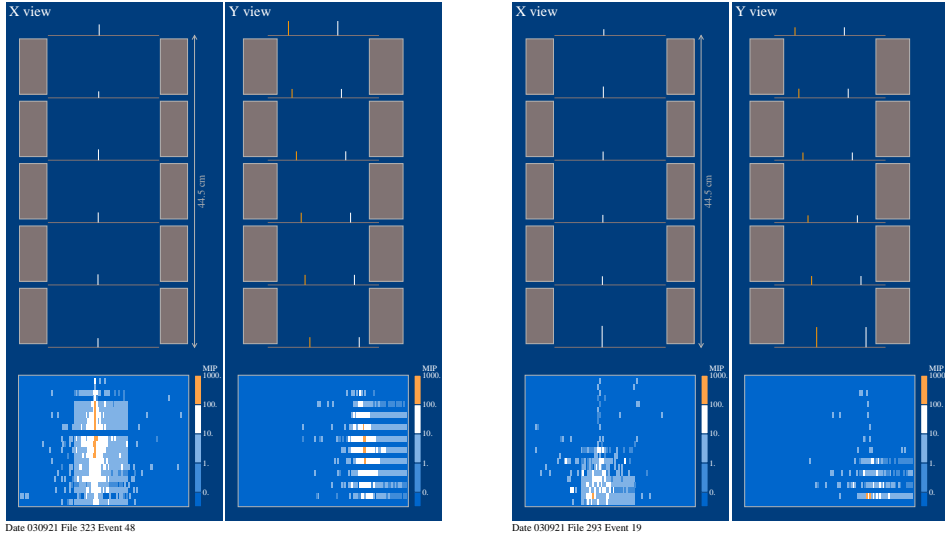 X view
Y view
44.5 cm
MIP
1000.
100.
10.
1.
0.
MIP
1000.
100.
10.
1.
0.
Date 030921 File 323 Event 48
X view
Y view
44.5 cm
MIP
1000.
100.
10.
1.
0.
MIP
1000.
100.
10.
1.
0.
Date 030921 File 293 Event 19